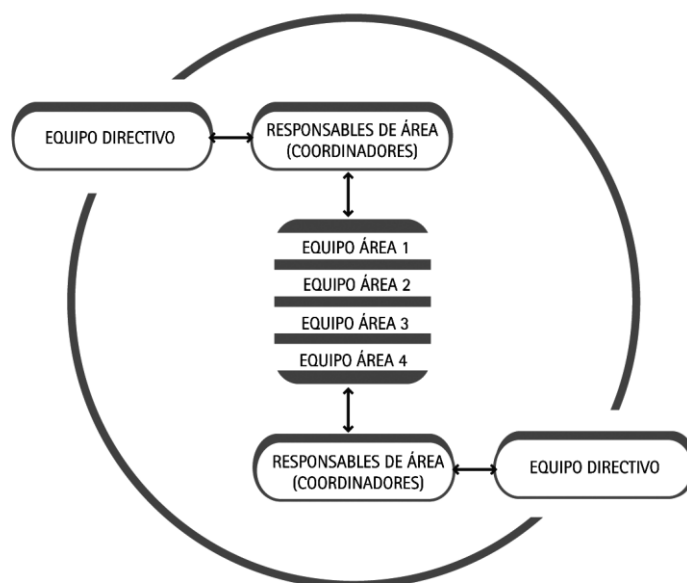 EQUIPO DIRECTIVO
RESPONSABLES DE ÁREA
(COORDINADORES)
EQUIPO ÁREA 1
EQUIPO ÁREA 2
EQUIPO ÁREA 3
EQUIPO ÁREA 4
RESPONSABLES DE ÁREA
(COORDINADORES)
EQUIPO DIRECTIVO